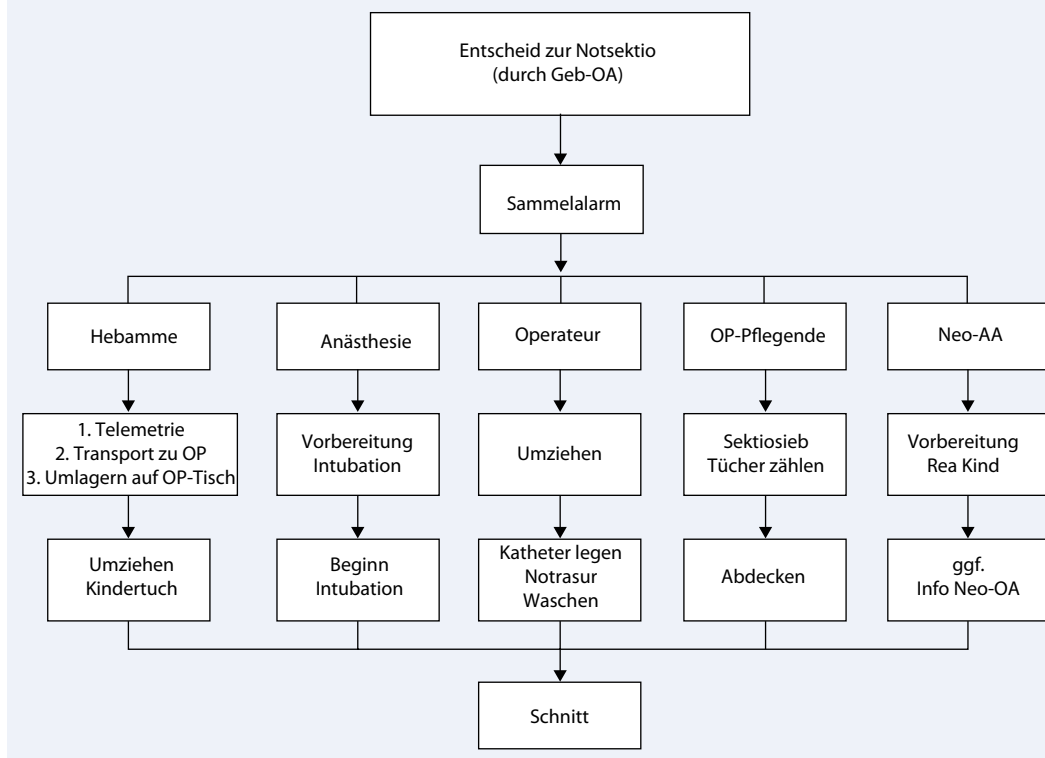 Entscheid zur Notsektio
(durch Geb-OA)
Sammelalarm
Hebamme
Anästhesie
Operateur
OP-Pflegende
Neo-AA
1. Telemetrie
2. Transport zu OP
3. Umlagern auf OP-Tisch
Vorbereitung
Intubation
Umziehen
Sektiosieb
Tücher zählen
Vorbereitung
Rea Kind
Umziehen
Kindertuch
Beginn
Intubation
Katheter legen
Notrasur
Waschen
Abdecken
ggf.
Info Neo-OA
Schnitt